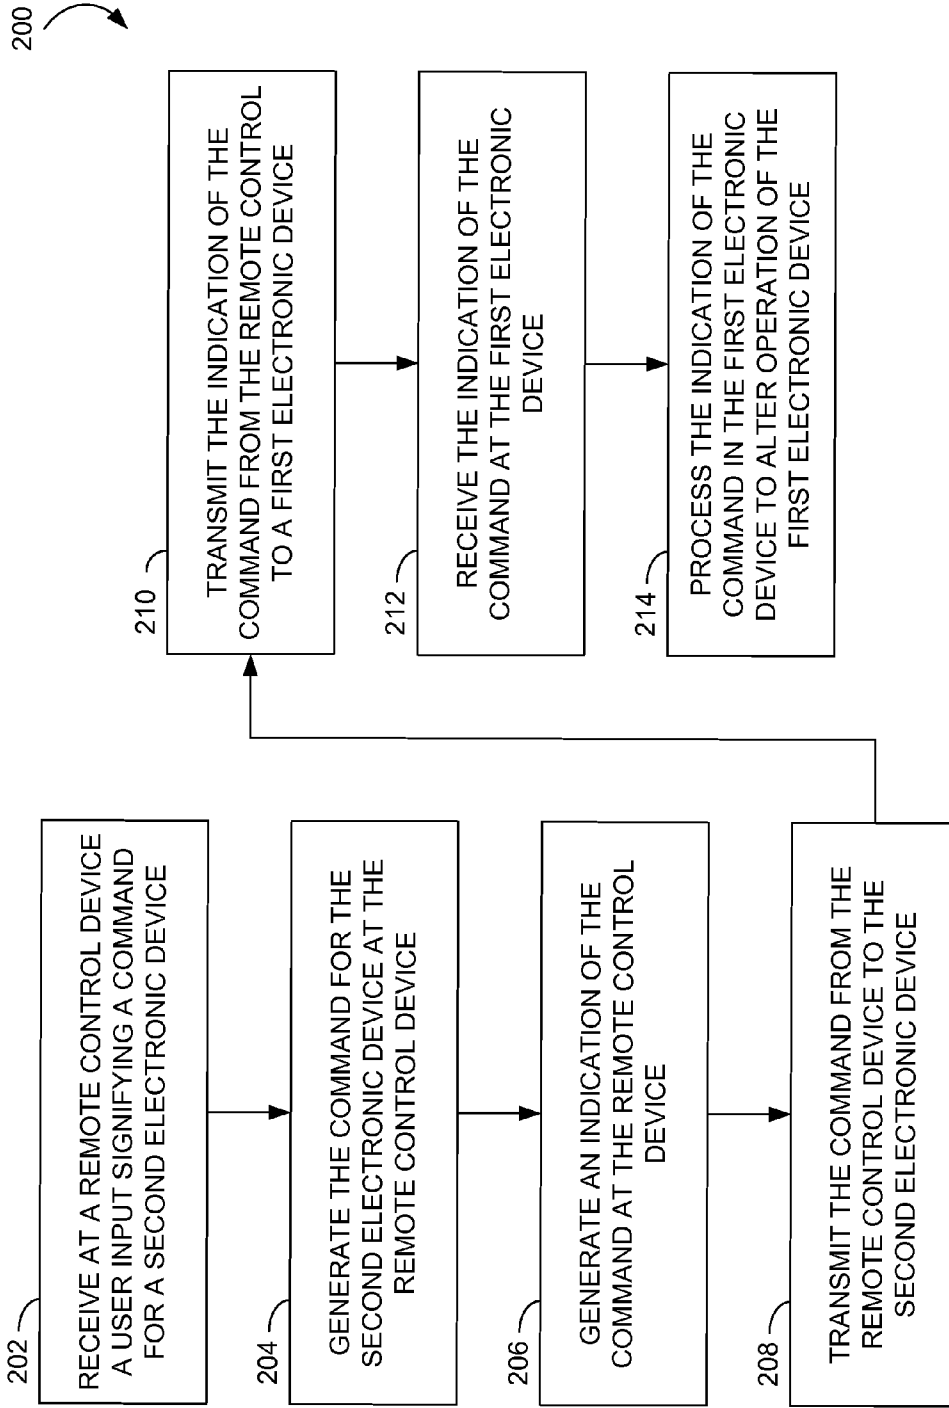 200
202
RECEIVE AT A REMOTE CONTROL DEVICE
A USER INPUT SIGNIFYING A COMMAND
FOR A SECOND ELECTRONIC DEVICE
204
GENERATE THE COMMAND FOR THE
SECOND ELECTRONIC DEVICE AT THE
REMOTE CONTROL DEVICE
206
GENERATE AN INDICATION OF THE
COMMAND AT THE REMOTE CONTROL
DEVICE
208
TRANSMIT THE COMMAND FROM THE
REMOTE CONTROL DEVICE TO THE
SECOND ELECTRONIC DEVICE
210
TRANSMIT THE INDICATION OF THE
COMMAND FROM THE REMOTE CONTROL
TO A FIRST ELECTRONIC DEVICE
212
RECEIVE THE INDICATION OF THE
COMMAND AT THE FIRST ELECTRONIC
DEVICE
214
PROCESS THE INDICATION OF THE
COMMAND IN THE FIRST ELECTRONIC
DEVICE TO ALTER OPERATION OF THE
FIRST ELECTRONIC DEVICE